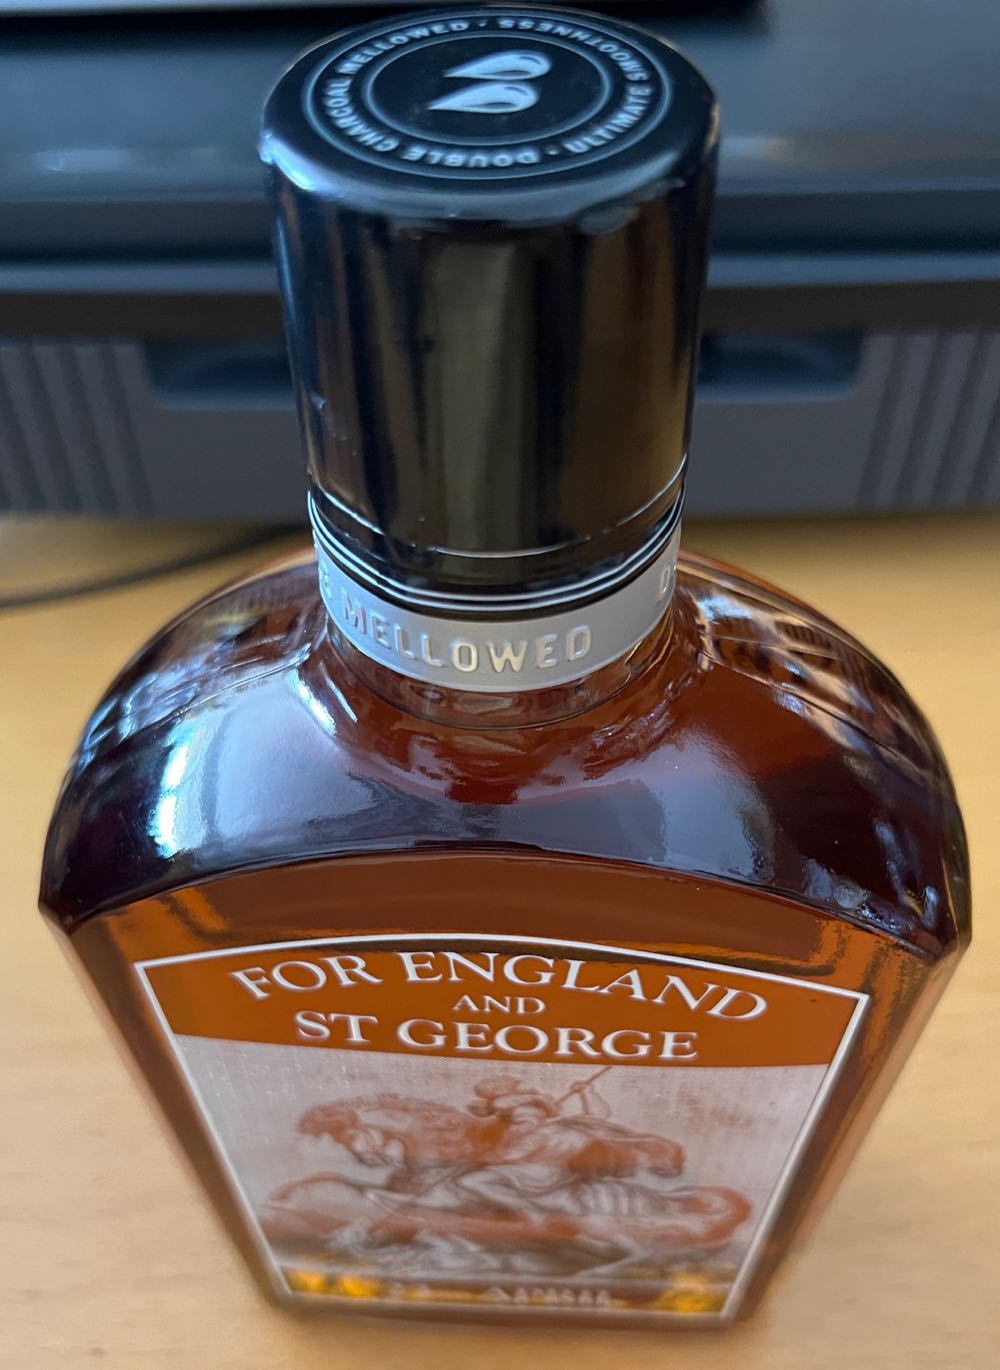 DOUBLE CHARCOAL MELLOWED · SMOOTHNESS ULTIMATE ·
MELLOWED
FOR ENGLAND
AND
ST GEORGE